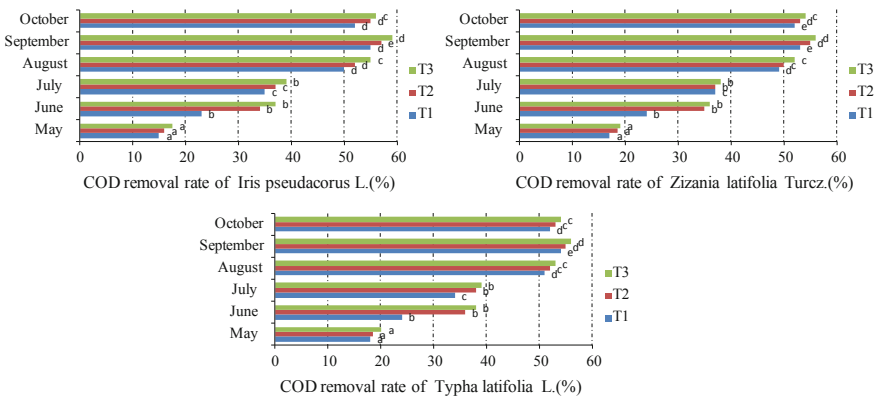 October
c
d
d
September
d
e
d
August
c
d
d
July
b
c
c
June
b
b
b
May
a
a
a
T3
T2
T1
0 10 20 30 40 50 60
COD removal rate of Iris pseudacorus L.(%)
October
c
d
e
September
d
d
e
August
c
c
d
July
b
b
c
June
b
b
b
May
a
a
a
T3
T2
T1
0 10 20 30 40 50 60
COD removal rate of Zizania latifolia Turcz.(%)
October
c
c
d
September
d
d
e
August
c
c
d
July
b
b
c
June
b
b
b
May
a
a
a
T3
T2
T1
0 10 20 30 40 50 60
COD removal rate of Typha latifolia L.(%)